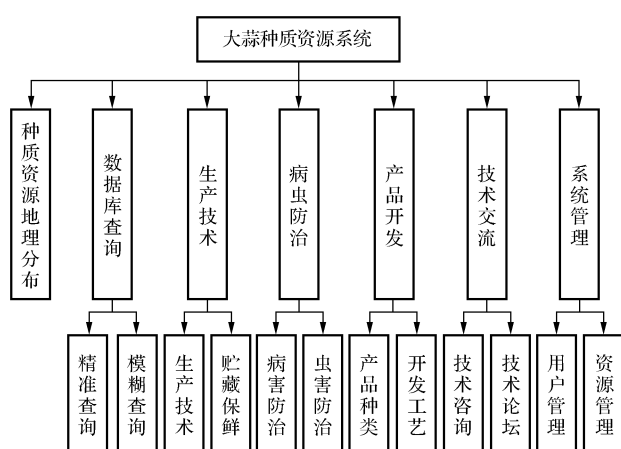 大蒜种质资源系统
种质资源地理分布
数据库查询
生产技术
病虫防治
产品开发
技术交流
系统管理
精准查询
模糊查询
生产技术
贮藏保鲜
病害防治
虫害防治
产品种类
开发工艺
技术咨询
技术论坛
用户管理
资源管理